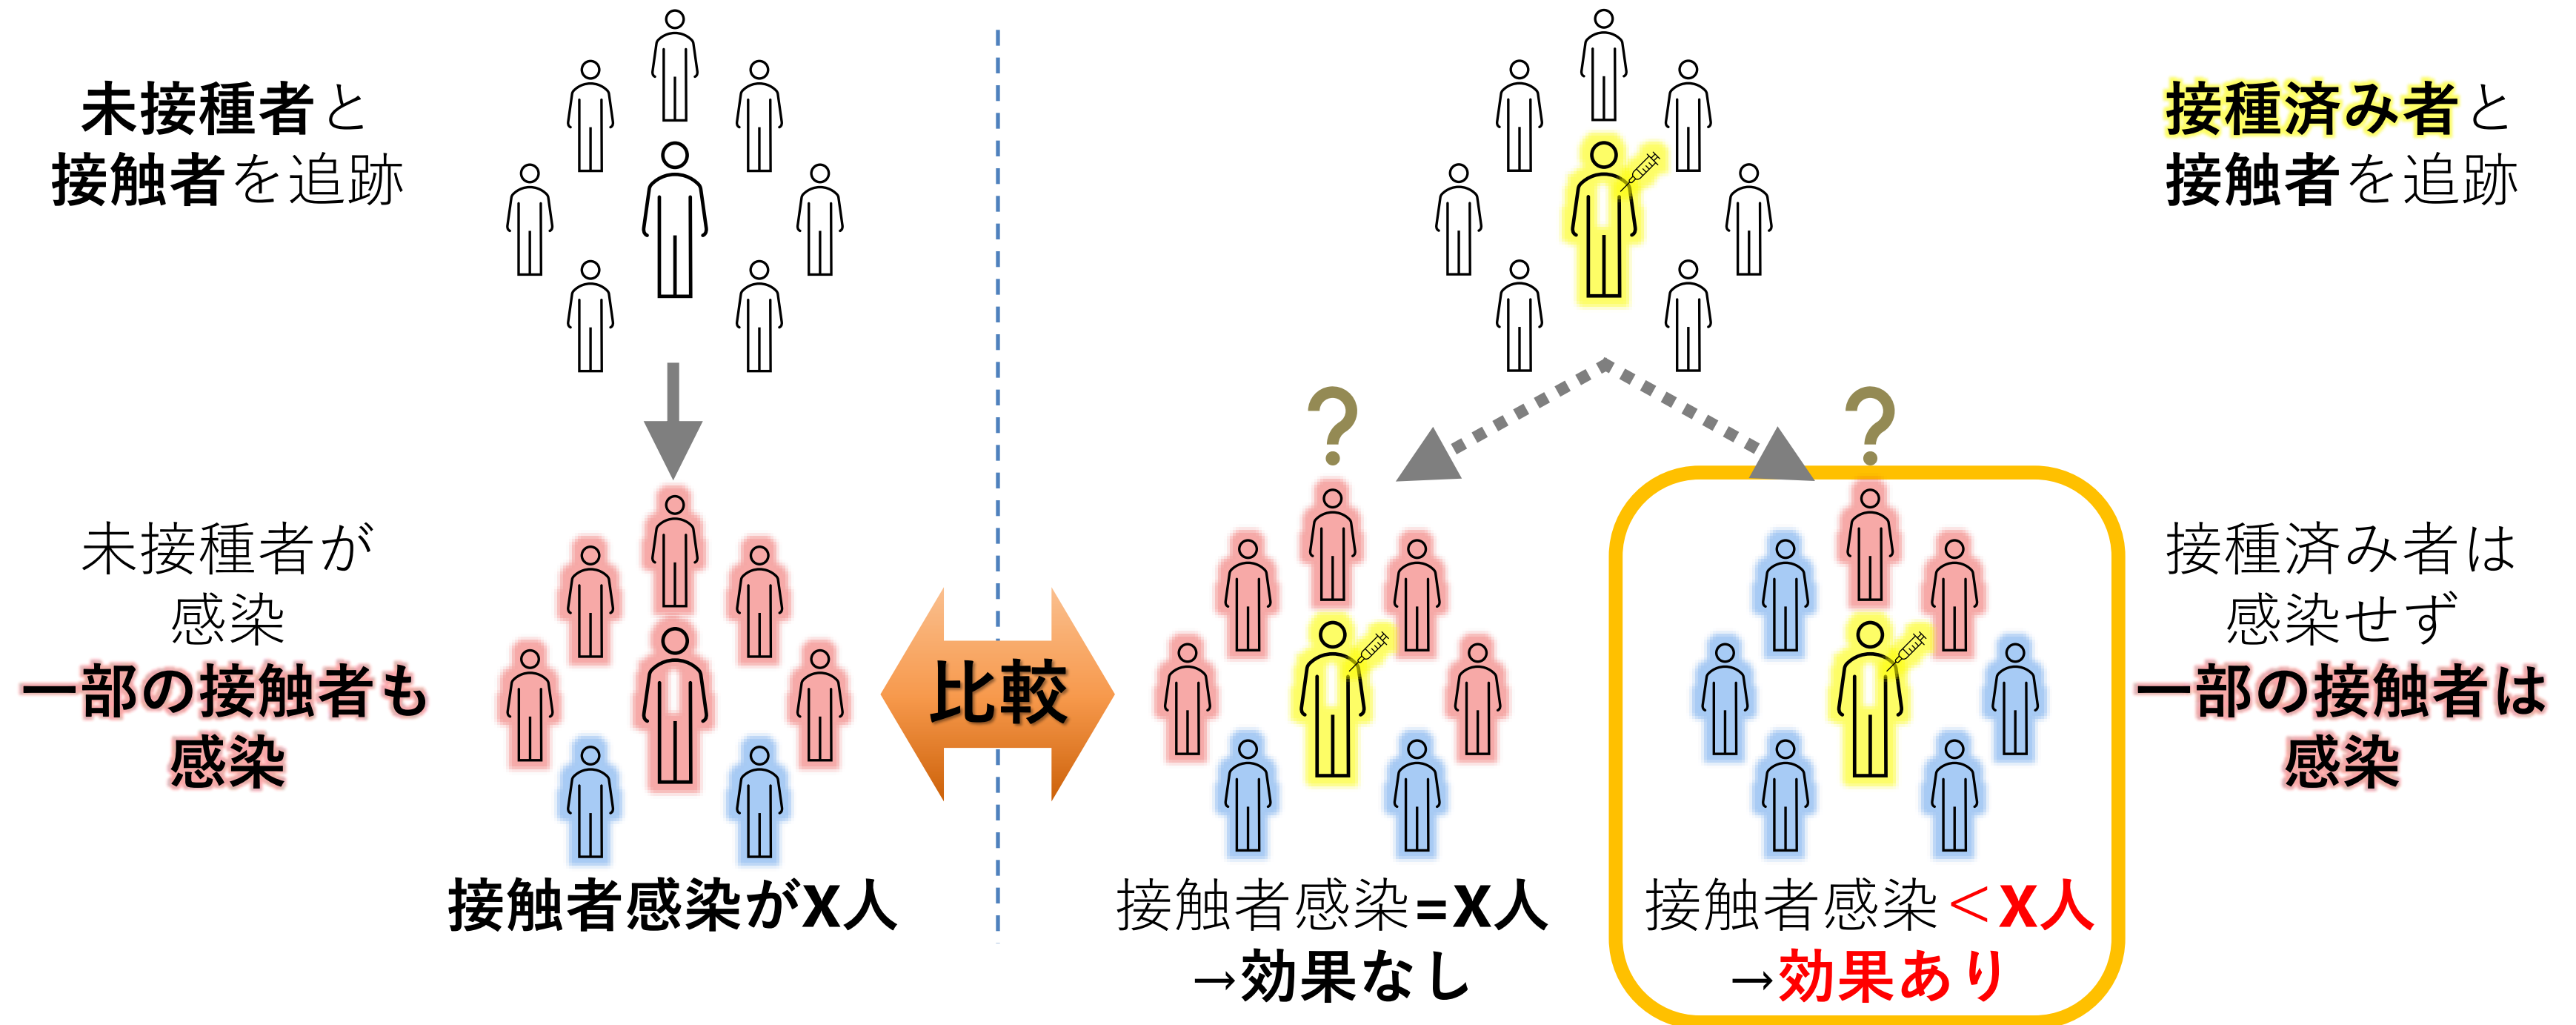 未接種者と
接触者を追跡
接種済み者と
接触者を追跡
?
?
未接種者が
感染
一部の接触者も
感染
比較
接種済み者は
感染せず
一部の接触者は
感染
接触者感染がX人
接触者感染=X人
→効果なし
接触者感染<X人
→効果あり